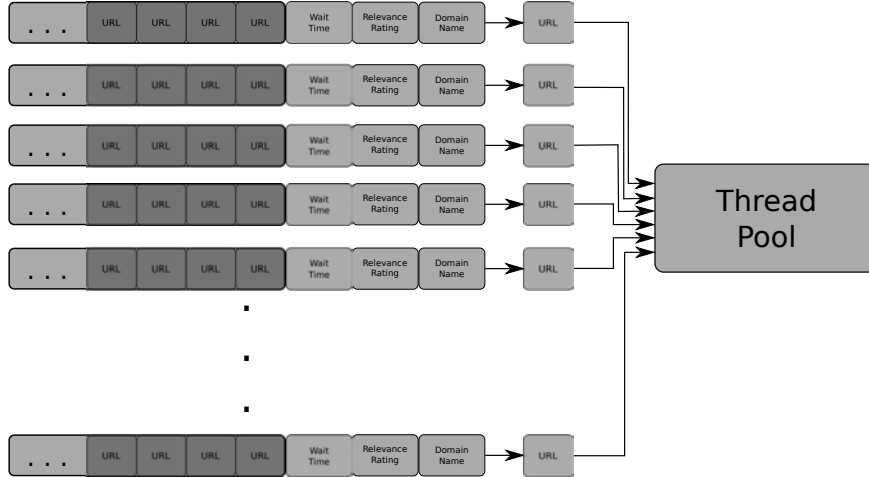 . . . URL URL URL URL Wait Time Relevance Rating Domain Name URL
. . . URL URL URL URL Wait Time Relevance Rating Domain Name URL
. . . URL URL URL URL Wait Time Relevance Rating Domain Name URL
. . . URL URL URL URL Wait Time Relevance Rating Domain Name URL
. . . URL URL URL URL Wait Time Relevance Rating Domain Name URL
.
.
.
. . . URL URL URL URL Wait Time Relevance Rating Domain Name URL
Thread
Pool